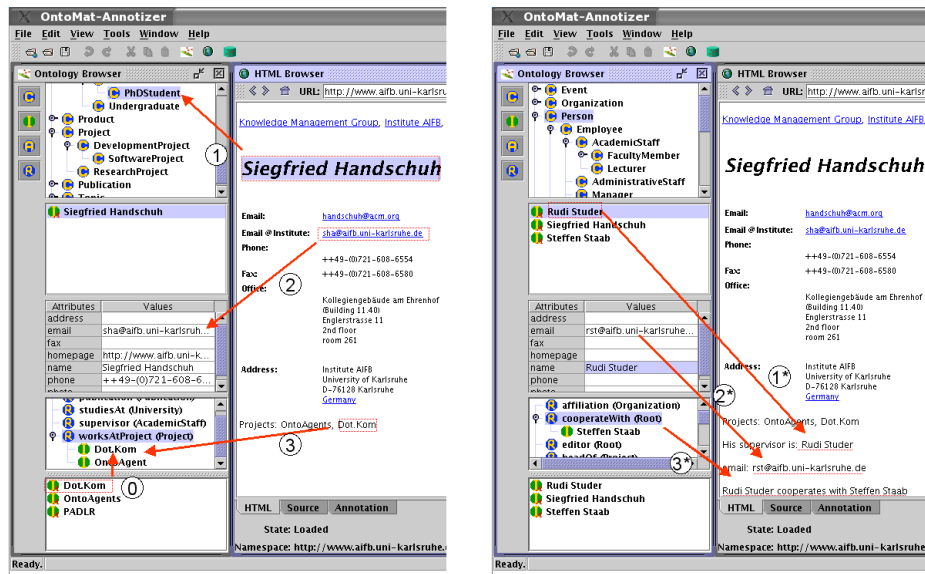 OntoMat-Annotizer
File Edit View Tools Window Help
Ontology Browser
PhDStudent
Undergraduate
Product
Project
DevelopmentProject
SoftwareProject
ResearchProject
Publication
1
Siegfried Handschuh
Attributes Values
address
email sha@aifb.uni-karlsruh...
fax
homepage http://www.aifb.uni-k...
name Siegfried Handschuh
phone ++49-(0)721-608-6...
photo
publication (Publication)
studiesAt (University)
supervisor (AcademicStaff)
worksAtProject (Project)
Dot.Kom
OntoAgent
0
Dot.Kom
OntoAgents
PADLR
HTML Browser
URL: http://www.aifb.uni-karlsru
Knowledge Management Group, Institute AIFB,
Siegfried Handschuh
Email: handschuh@acm.org
Email @ Institute: sha@aifb.uni-karlsruhe.de
Phone:
++49-(0)721-608-6554
Fax: ++49-(0)721-608-6580
Office:
2
Kollegiengebäude am Ehrenhof
(Building 11.40)
Englerstrasse 11
2nd floor
room 261
Address: Institute AIFB
University of Karlsruhe
D-76128 Karlsruhe
Germany
Projects: OntoAgents, Dot.Kom
3
HTML Source Annotation
State: Loaded
Namespace: http://www.aifb.uni-karlsruhe.
Ready.
OntoMat-Annotizer
File Edit View Tools Window Help
Ontology Browser
Event
Organization
Person
Employee
AcademicStaff
FacultyMember
Lecturer
AdministrativeStaff
Manager
Rudi Studer
Siegfried Handschuh
Steffen Staab
Attributes Values
address
email rst@aifb.uni-karlsruhe...
fax
homepage
name Rudi Studer
phone
photo
affiliation (Organization)
cooperateWith (Root)
Steffen Staab
editor (Root)
headOf (Project)
3*
Rudi Studer
Siegfried Handschuh
Steffen Staab
HTML Browser
URL: http://www.aifb.uni-karlsr
Knowledge Management Group, Institute AIFB
Siegfried Handschuh
Email: handschuh@acm.org
Email @ Institute: sha@aifb.uni-karlsruhe.de
Phone:
++49-(0)721-608-6554
Fax: ++49-(0)721-608-6580
Office:
Kollegiengebäude am Ehrenhof
(Building 11.40)
Englerstrasse 11
2nd floor
room 261
Address: Institute AIFB
University of Karlsruhe
D-76128 Karlsruhe
Germany
1*
2*
Projects: OntoAgents, Dot.Kom
His supervisor is: Rudi Studer
email: rst@aifb.uni-karlsruhe.de
Rudi Studer cooperates with Steffen Staab
HTML Source Annotation
State: Loaded
Namespace: http://www.aifb.uni-karlsruhe
Ready.